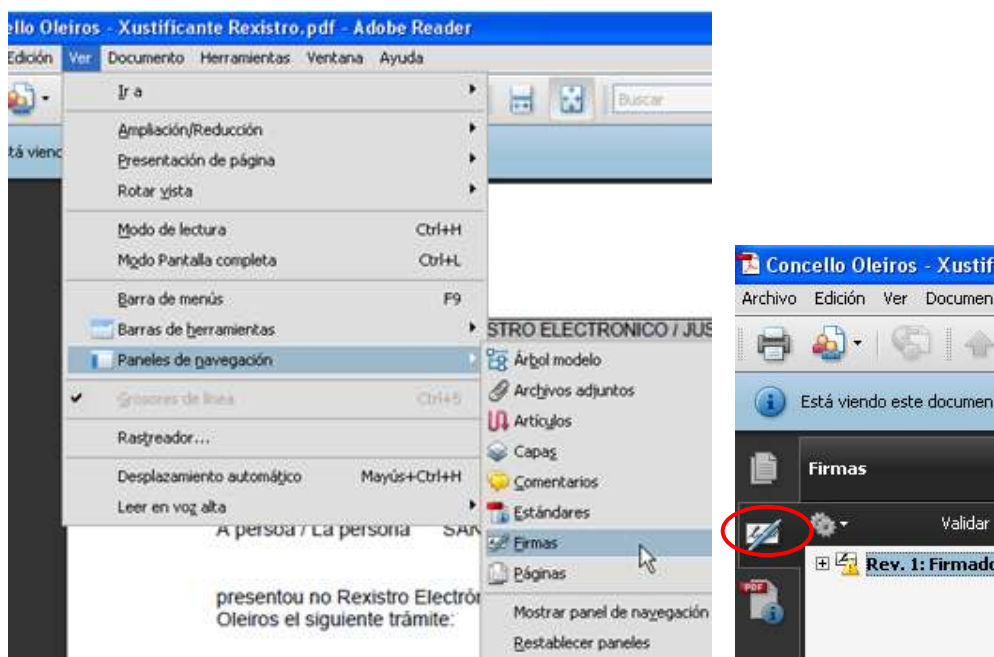 ello Oleiros - Xustificante Rexistro.pdf - Adobe Reader
Edición Ver Documento Herramientas Ventana Ayuda
Buscar
tá viend
Ir a
Ampliación/Reducción
Presentación de página
Rotar vista
Modo de lectura Ctrl+H
Modo Pantalla completa Ctrl+L
Barra de menús F9
Barras de herramientas
Paneles de navegación
Grosores de línea Ctrl+5
Rastreador...
Desplazamiento automático Mayús+Ctrl+H
Leer en voz alta
STRO ELECTRONICO / JUS
Árbol modelo
Archivos adjuntos
Artículos
Capas
Comentarios
Estándares
Firmas
Páginas
Mostrar panel de navegación
Restablecer paneles
A persoa / La persona SAN
presentou no Rexistro Electrón
Oleiros el siguiente trámite:
Concello Oleiros - Xustif
Archivo Edición Ver Documen
Está viendo este documen
Firmas
Validar
Rev. 1: Firmado
PDF